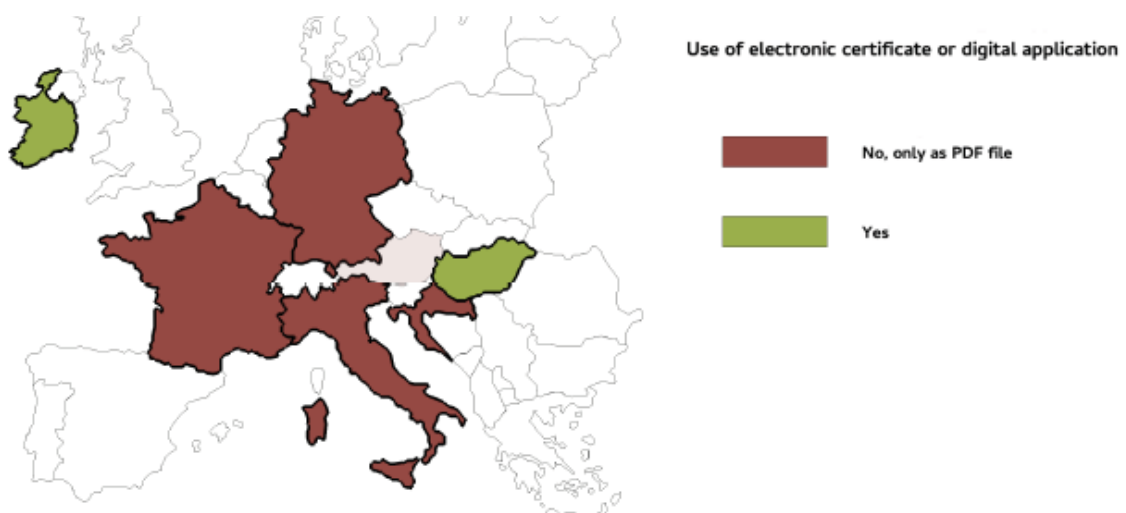 Use of electronic certificate or digital application
No, only as PDF file
Yes